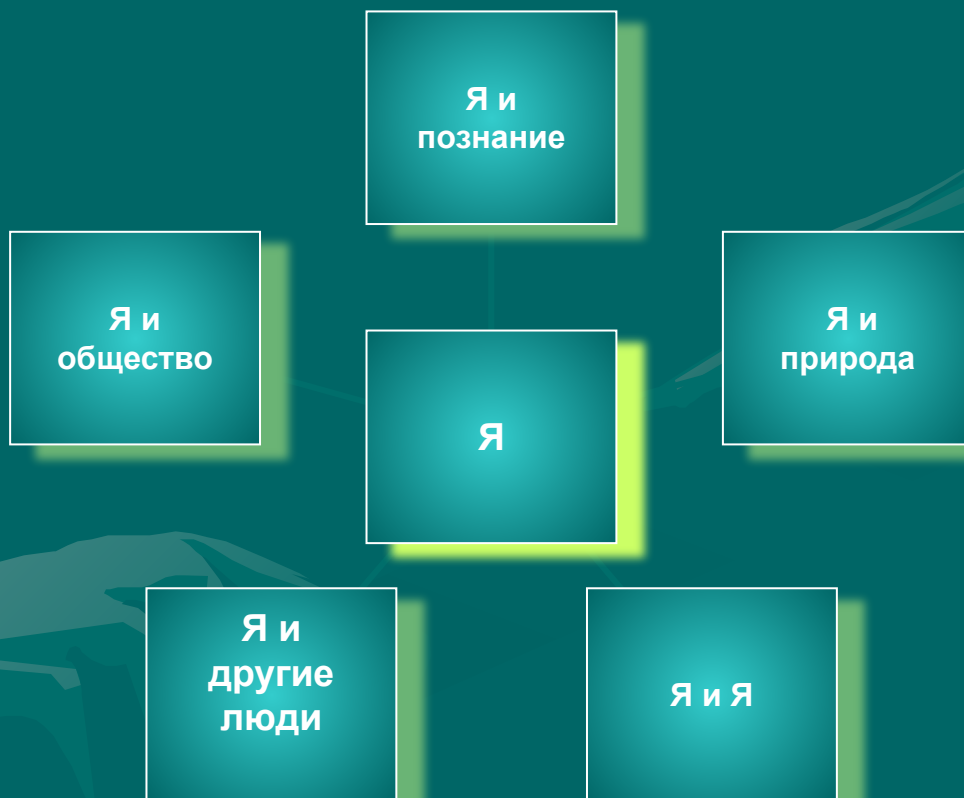 Я и
познание
Я и
общество
Я и
природа
Я
Я и
другие
люди
Я и Я